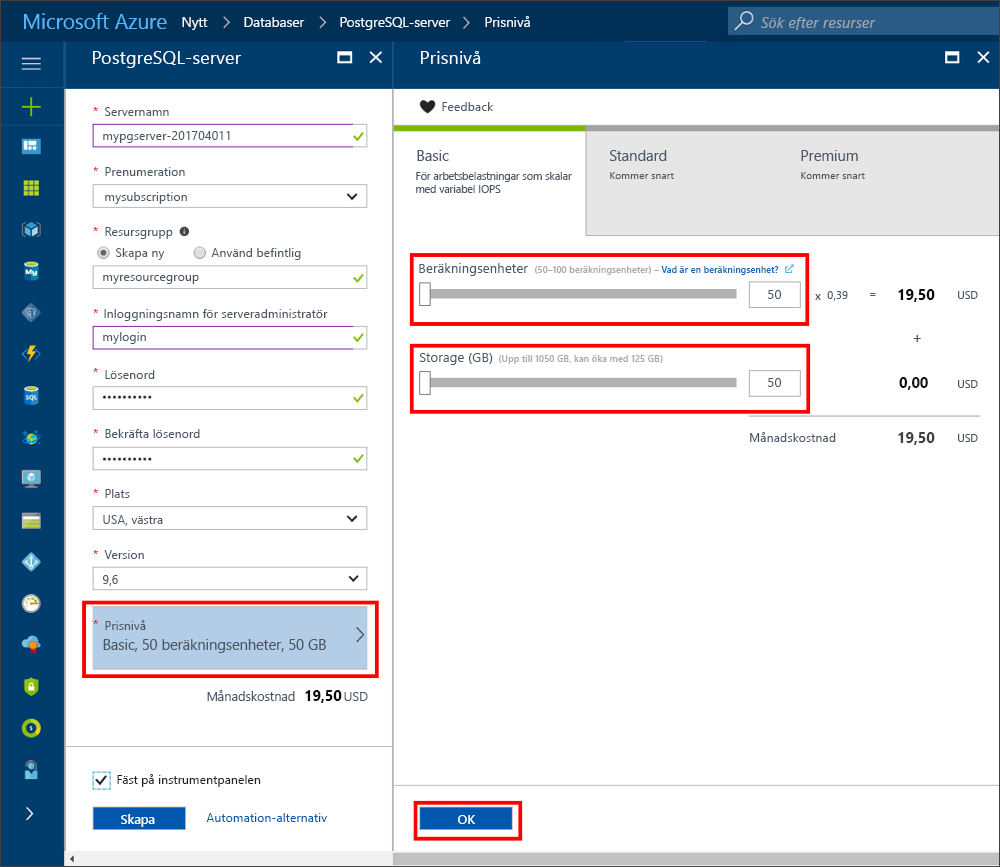 Microsoft Azure Nytt > Databaser > PostgreSQL-server > Prisnivå
Sök efter resurser
PostgreSQL-server
* Servernamn
mypgserver-201704011
* Prenumeration
mysubscription
* Resursgrupp
Skapa ny Använd befintlig
myresourcegroup
* Inloggningsnamn för serveradministratör
mylogin
* Lösenord
••••••••••
* Bekräfta lösenord
••••••••••
* Plats
USA, västra
* Version
9,6
* Prisnivå
Basic, 50 beräkningsenheter, 50 GB
Månadskostnad 19,50 USD
Fäst på instrumentpanelen
Skapa Automation-alternativ
Prisnivå
Feedback
Basic
För arbetsbelastningar som skalar
med variabel IOPS
Standard
Kommer snart
Premium
Kommer snart
Beräkningsenheter (50–100 beräkningsenheter) – Vad är en beräkningsenhet?
50 x 0,39 = 19,50 USD
+
Storage (GB) (Upp till 1050 GB, kan öka med 125 GB)
50 0,00 USD
Månadskostnad 19,50 USD
OK
My
SQL